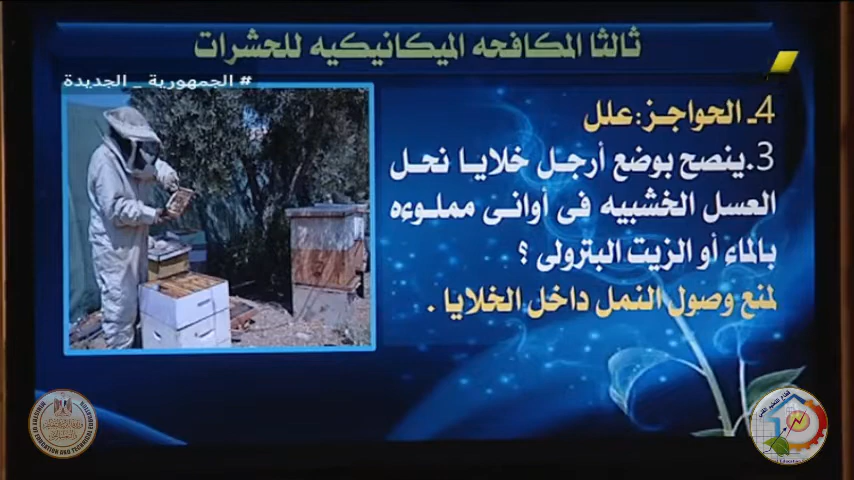 ثالثا المكافحه الميكانيكيه للحشرات
# الجمهورية _ الجديدة
4ـ الحواجز:علل
3.ينصح بوضع أرجل خلايا نحل
العسل الخشبيه فى أوانى مملوءه
بالماء أو الزيت البترولى ؟
لمنع وصول النمل داخل الخلايا .